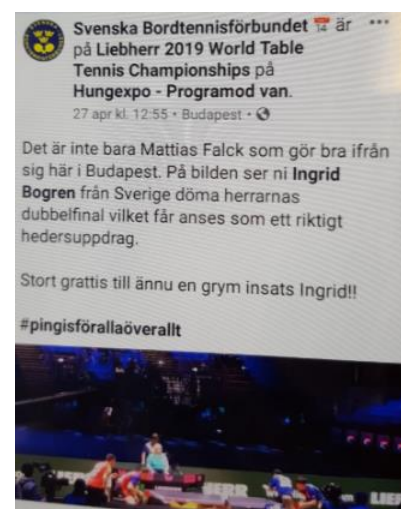 Svenska Bordtennisförbundet 📅 är
på Liebherr 2019 World Table
Tennis Championships på
Hungexpo - Programod van.
27 apr kl. 12:55 • Budapest •
Det är inte bara Mattias Falck som gör bra ifrån
sig här i Budapest. På bilden ser ni Ingrid
Bogren från Sverige döma herrarnas
dubbelfinal vilket får anses som ett riktigt
hedersuppdrag.
Stort grattis till ännu en grym insats Ingrid!!
#pingisförallaöverallt
HERR
LIEB